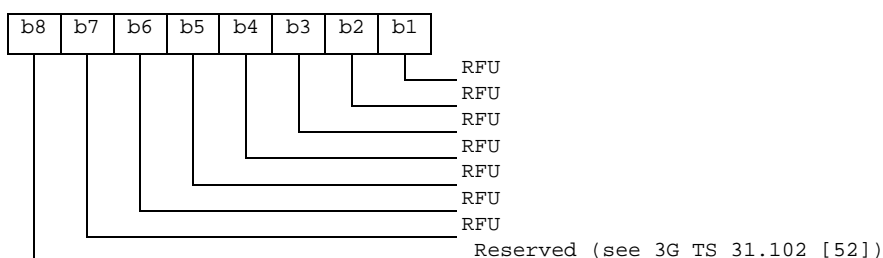 b8 b7 b6 b5 b4 b3 b2 b1
RFU
RFU
RFU
RFU
RFU
RFU
RFU
Reserved (see 3G TS 31.102 [52])